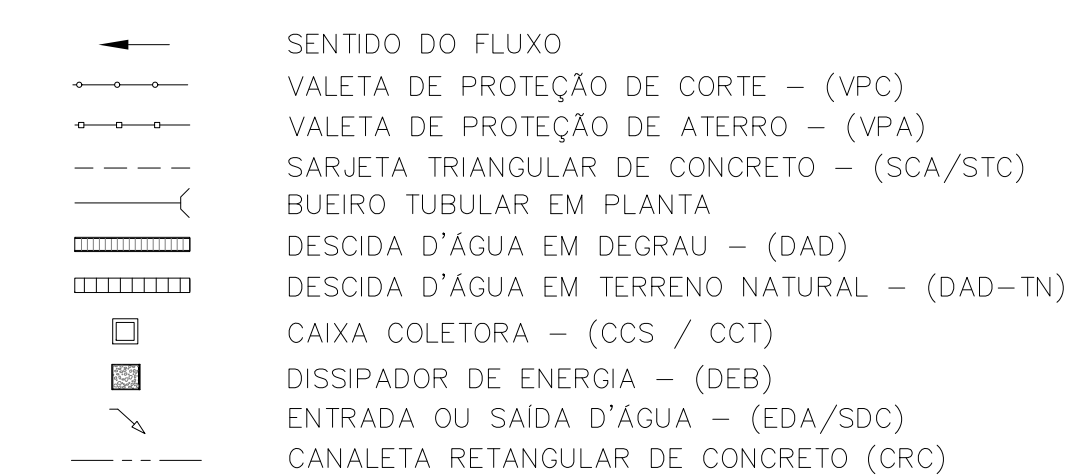 SENTIDO DO FLUXO
VALETA DE PROTEÇÃO DE CORTE – (VPC)
VALETA DE PROTEÇÃO DE ATERRO – (VPA)
SARJETA TRIANGULAR DE CONCRETO – (SCA/STC)
BUEIRO TUBULAR EM PLANTA
DESCIDA D'ÁGUA EM DEGRAU – (DAD)
DESCIDA D'ÁGUA EM TERRENO NATURAL – (DAD–TN)
CAIXA COLETORA – (CCS / CCT)
DISSIPADOR DE ENERGIA – (DEB)
ENTRADA OU SAÍDA D'ÁGUA – (EDA/SDC)
CANALETA RETANGULAR DE CONCRETO (CRC)